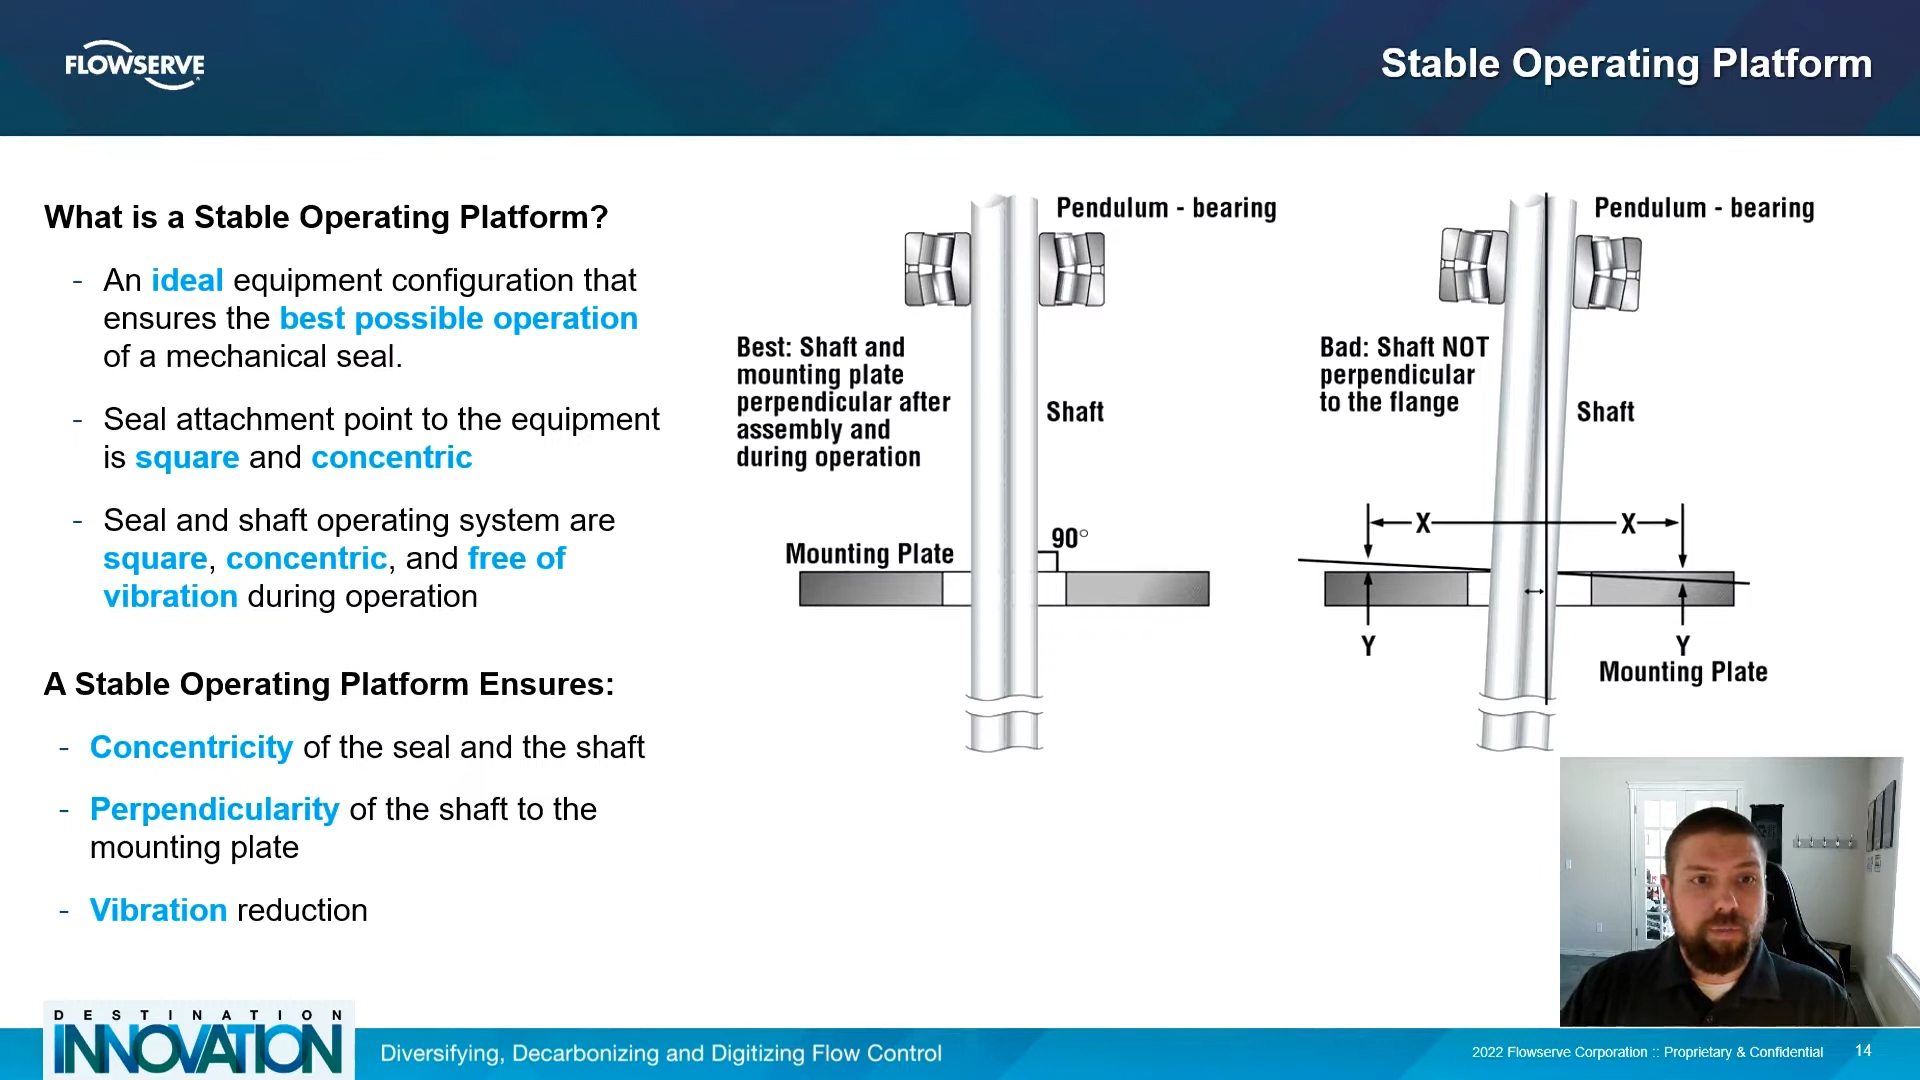 FLOWSERVE
Stable Operating Platform
What is a Stable Operating Platform?
- An ideal equipment configuration that
ensures the best possible operation
of a mechanical seal.
- Seal attachment point to the equipment
is square and concentric
- Seal and shaft operating system are
square, concentric, and free of
vibration during operation
A Stable Operating Platform Ensures:
- Concentricity of the seal and the shaft
- Perpendicularity of the shaft to the
mounting plate
- Vibration reduction
Pendulum - bearing
Best: Shaft and
mounting plate
perpendicular after
assembly and
during operation
Shaft
90°
Mounting Plate
Pendulum - bearing
Bad: Shaft NOT
perpendicular
to the flange
Shaft
X
X
Y
Y
Mounting Plate
DESTINATION
INNOVATION
Diversifying, Decarbonizing and Digitizing Flow Control
2022 Flowserve Corporation :: Proprietary & Confidential
14